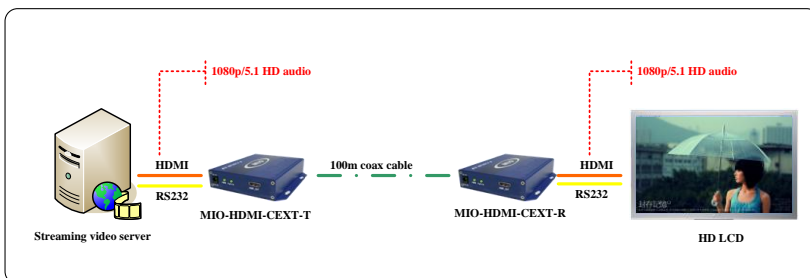 1080p/5.1 HD audio
1080p/5.1 HD audio
HDMI
100m coax cable
HDMI
RS232
RS232
MIO-HDMI-CEXT-T
MIO-HDMI-CEXT-R
Streaming video server
HD LCD